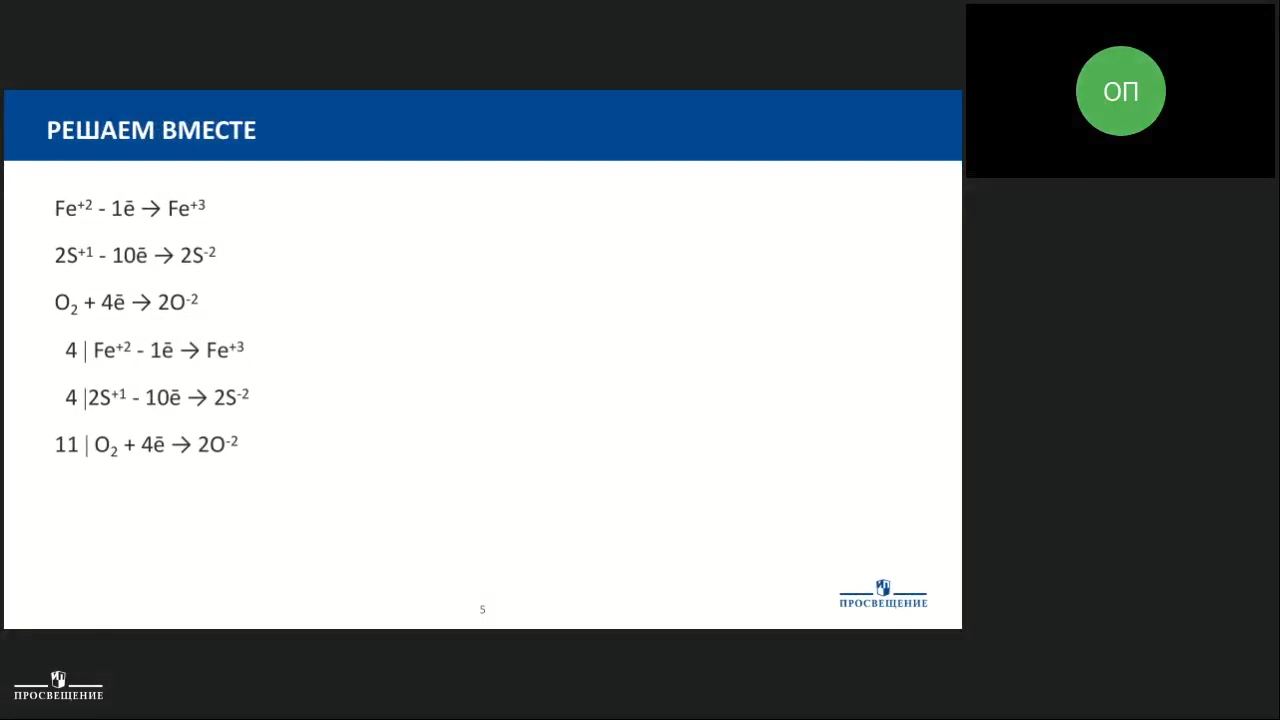 РЕШАЕМ ВМЕСТЕ
Fe⁺² - 1ē → Fe⁺³
2S⁺¹ - 10ē → 2S⁻²
O₂ + 4ē → 2O⁻²
4 | Fe⁺² - 1ē → Fe⁺³
4 |2S⁺¹ - 10ē → 2S⁻²
11 | O₂ + 4ē → 2O⁻²
5
ПРОСВЕЩЕНИЕ
ОП
ПРОСВЕЩЕНИЕ